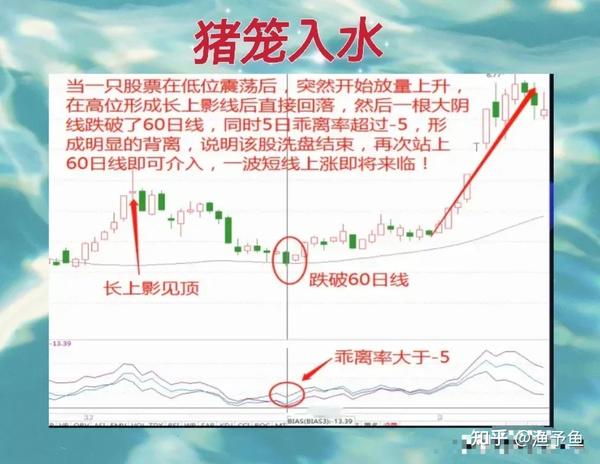 猪笼入水
当一只股票在低位震荡后，突然开始放量上升，
在高位形成长上影线后直接回落，然后一根大阴
线跌破了60日线，同时5日乖离率超过-5，形
成明显的背离，说明该股洗盘结束，再次站上
60日线即可介入，一波短线上涨即将来临！
长上影见顶
跌破60日线
-13.39
乖离率大于-5
BIAS(BIAS3):-13.39
知乎 @渔予鱼